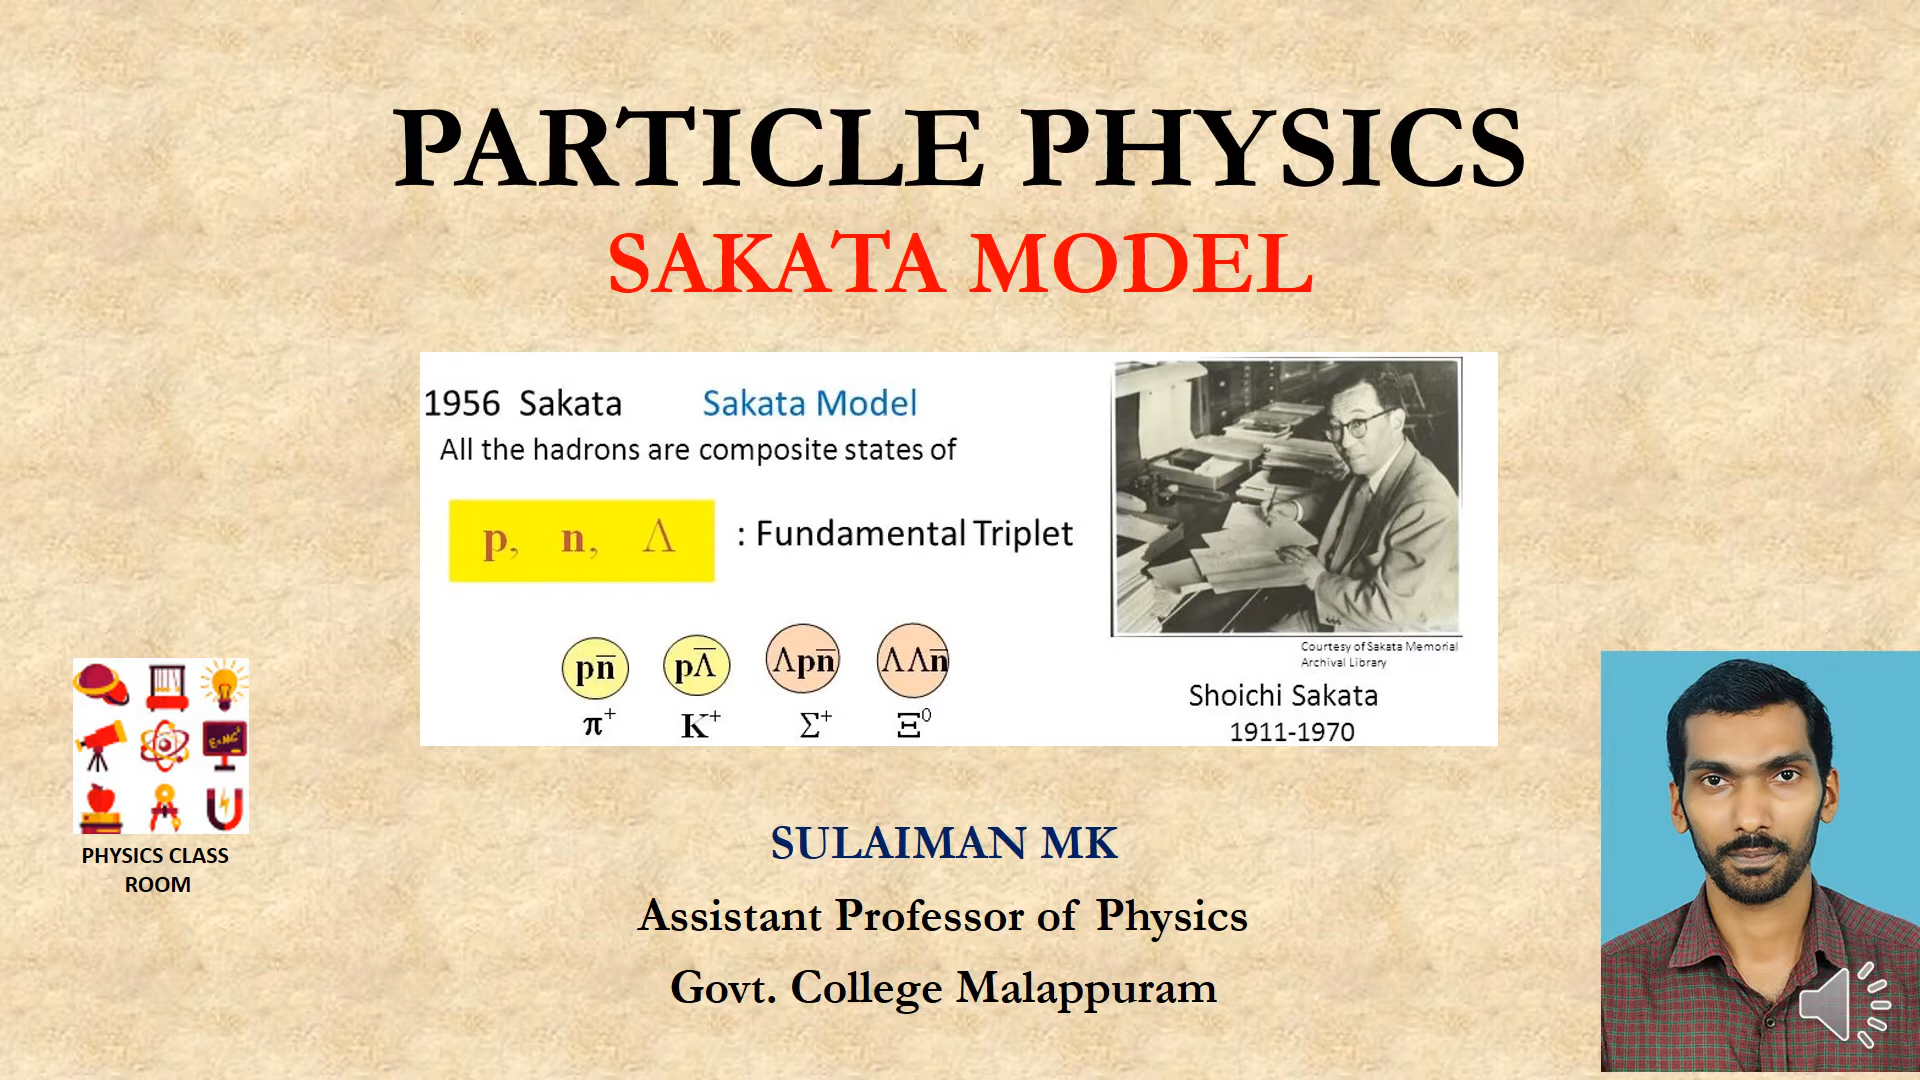 PARTICLE PHYSICS
SAKATA MODEL
1956 Sakata Sakata Model
All the hadrons are composite states of
p, n, Λ : Fundamental Triplet
pn̅ pΛ̅ Λpn̅ ΛΛn̅
π⁺ K⁺ Σ⁺ Ξ⁰
Courtesy of Sakata Memorial
Archival Library
Shoichi Sakata
1911-1970
E=MC²
PHYSICS CLASS
ROOM
SULAIMAN MK
Assistant Professor of Physics
Govt. College Malappuram